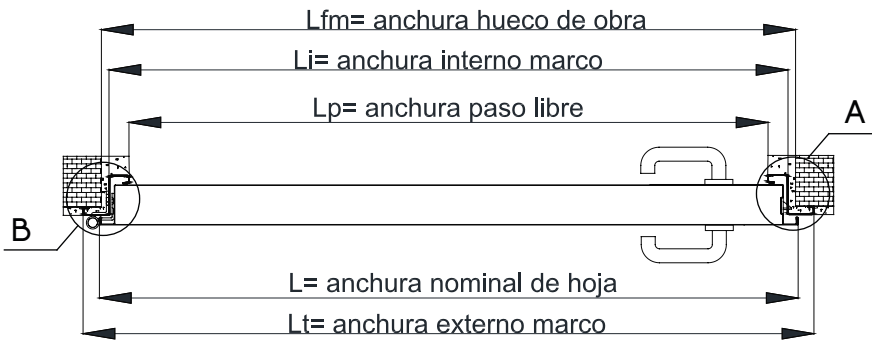 Lfm= anchura hueco de obra
Li= anchura interno marco
Lp= anchura paso libre
A
B
L= anchura nominal de hoja
Lt= anchura externo marco